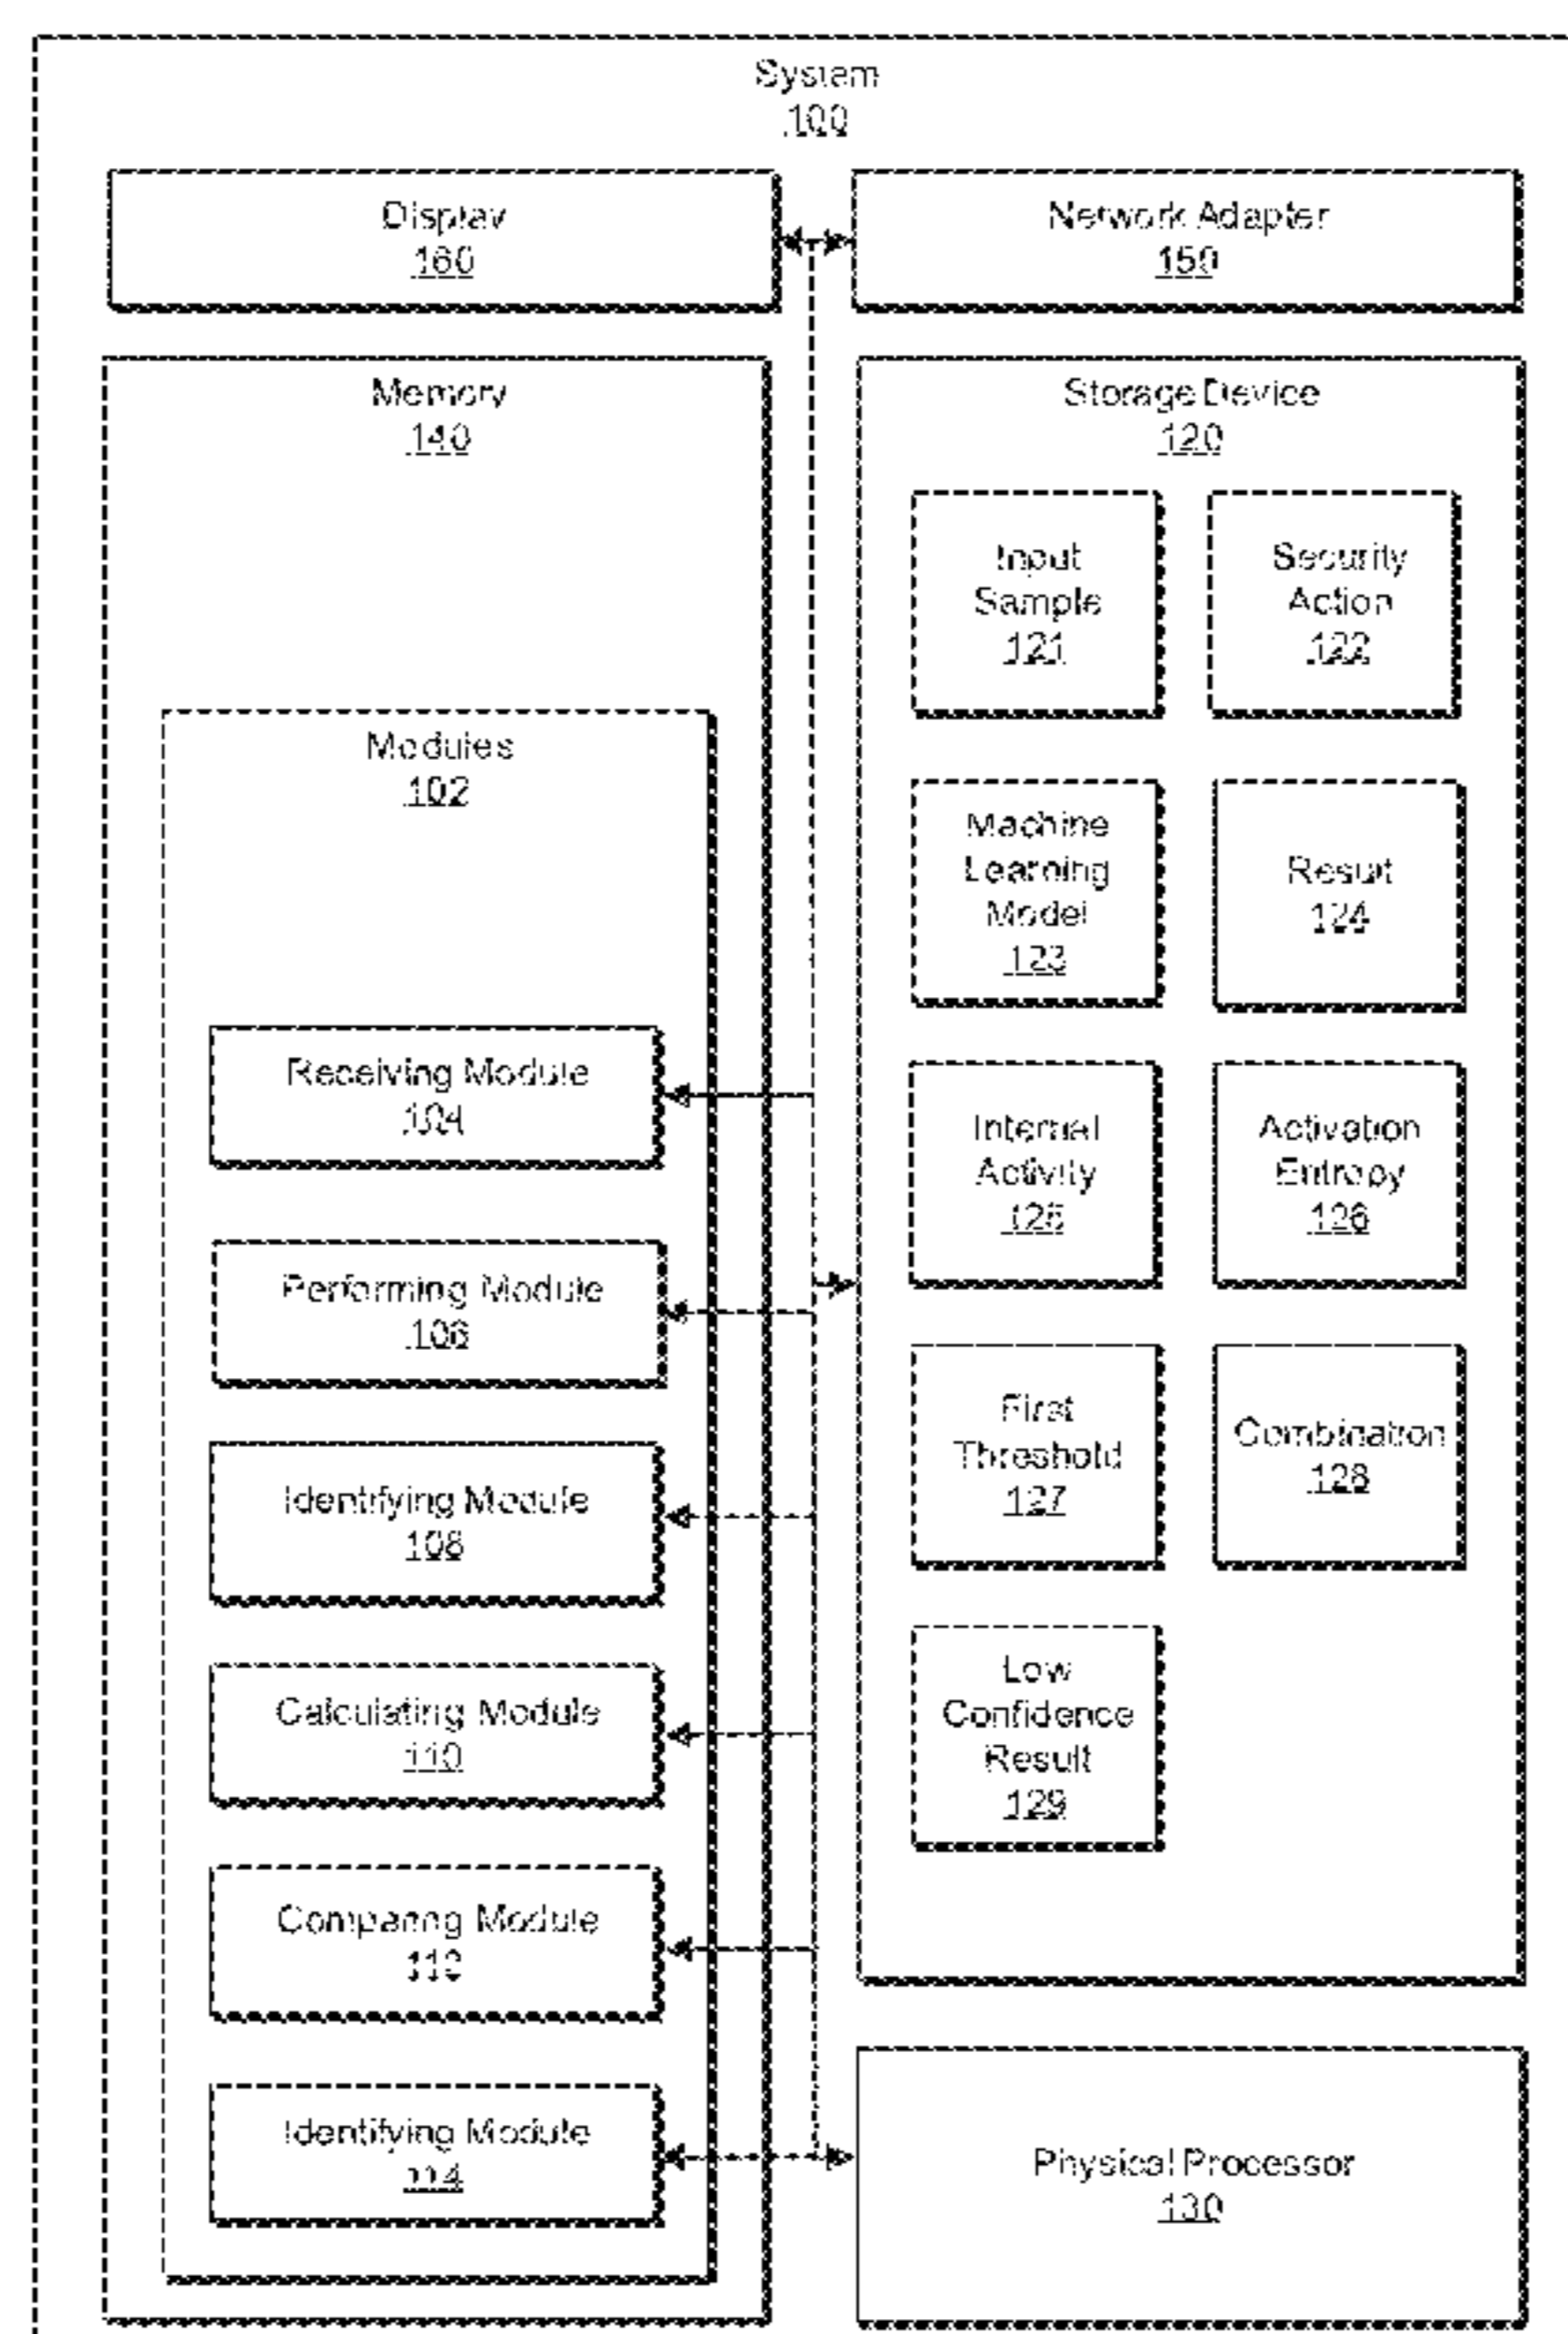 System
100
Display
160
Network Adapter
150
Memory
140
Modules
102
Receiving Module
104
Performing Module
106
Identifying Module
108
Calculating Module
110
Comparing Module
112
Identifying Module
114
Storage Device
120
Input
Sample
121
Security
Action
122
Machine
Learning
Model
123
Result
124
Internal
Activity
125
Activation
Entropy
126
First
Threshold
127
Combination
128
Low
Confidence
Result
129
Physical Processor
130